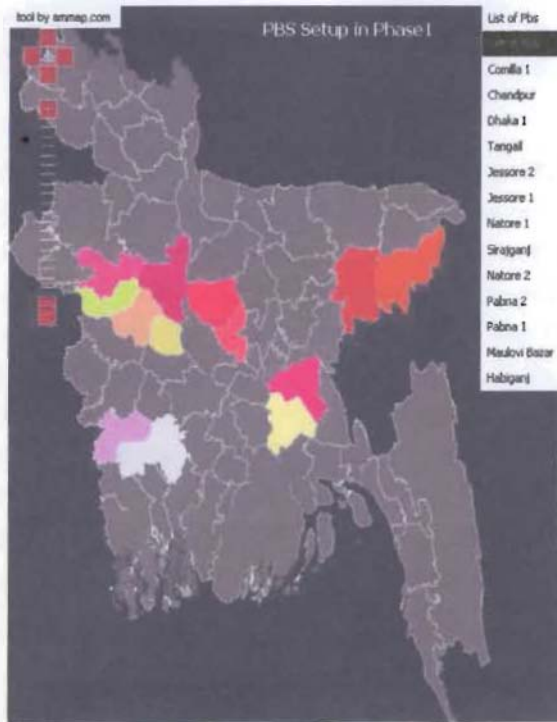 tool by ammap.com
PBS Setup in Phase I
List of Pbs
Comilla 1
Chandpur
Dhaka 1
Tangail
Jessore 2
Jessore 1
Natore 1
Sirajganj
Natore 2
Pabna 2
Pabna 1
Maulovi Bazar
Habiganj